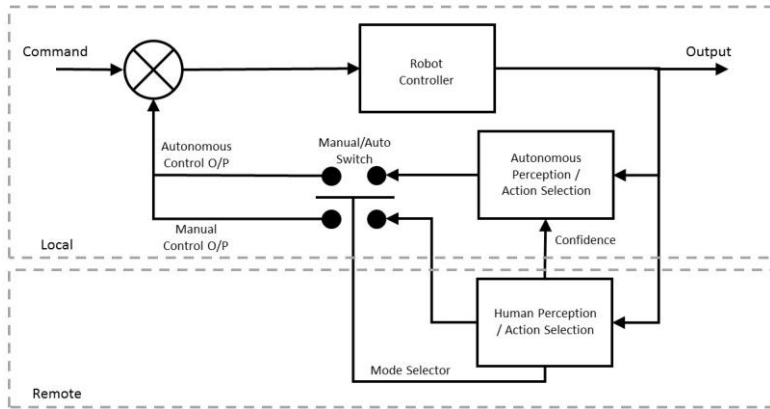 Command
Robot
Controller
Output
Autonomous
Control O/P
Manual/Auto
Switch
Autonomous
Perception /
Action Selection
Manual
Control O/P
Local
Confidence
Human Perception
/ Action Selection
Mode Selector
Remote